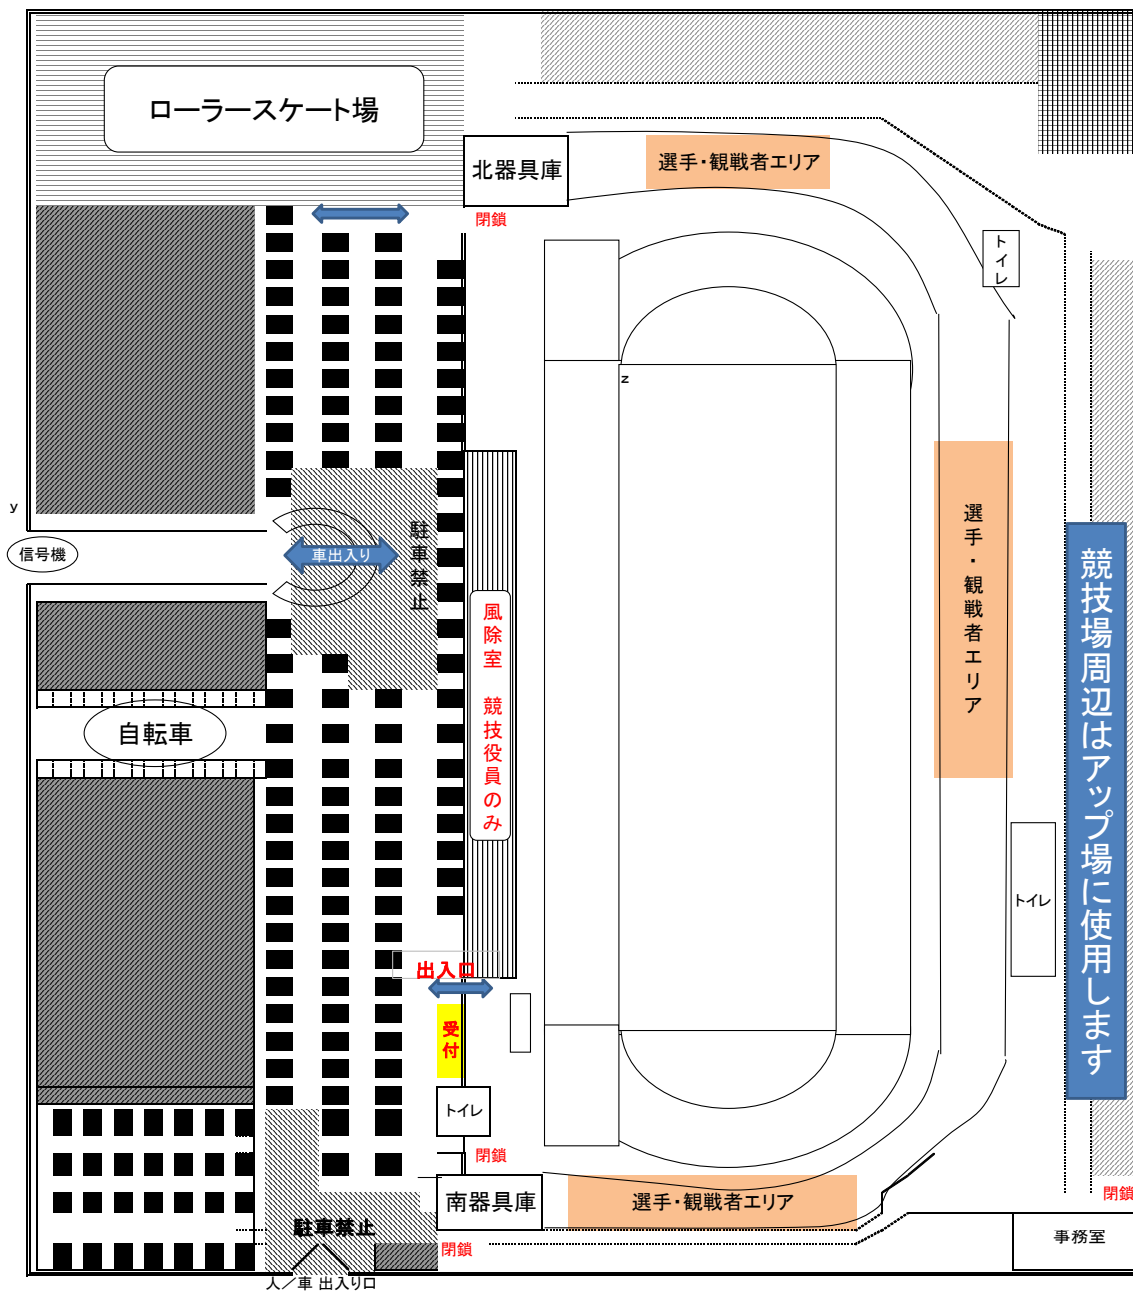 ローラースケート場
北器具庫
選手・観戦者エリア
閉鎖
トイレ
z
y
信号機
車出入り
駐車禁止
選手・観戦者エリア
競技場周辺はアップ場に使用します
風除室　競技役員のみ
自転車
トイレ
出入口
受付
トイレ
閉鎖
南器具庫
選手・観戦者エリア
閉鎖
駐車禁止
閉鎖
事務室
人／車 出入り口